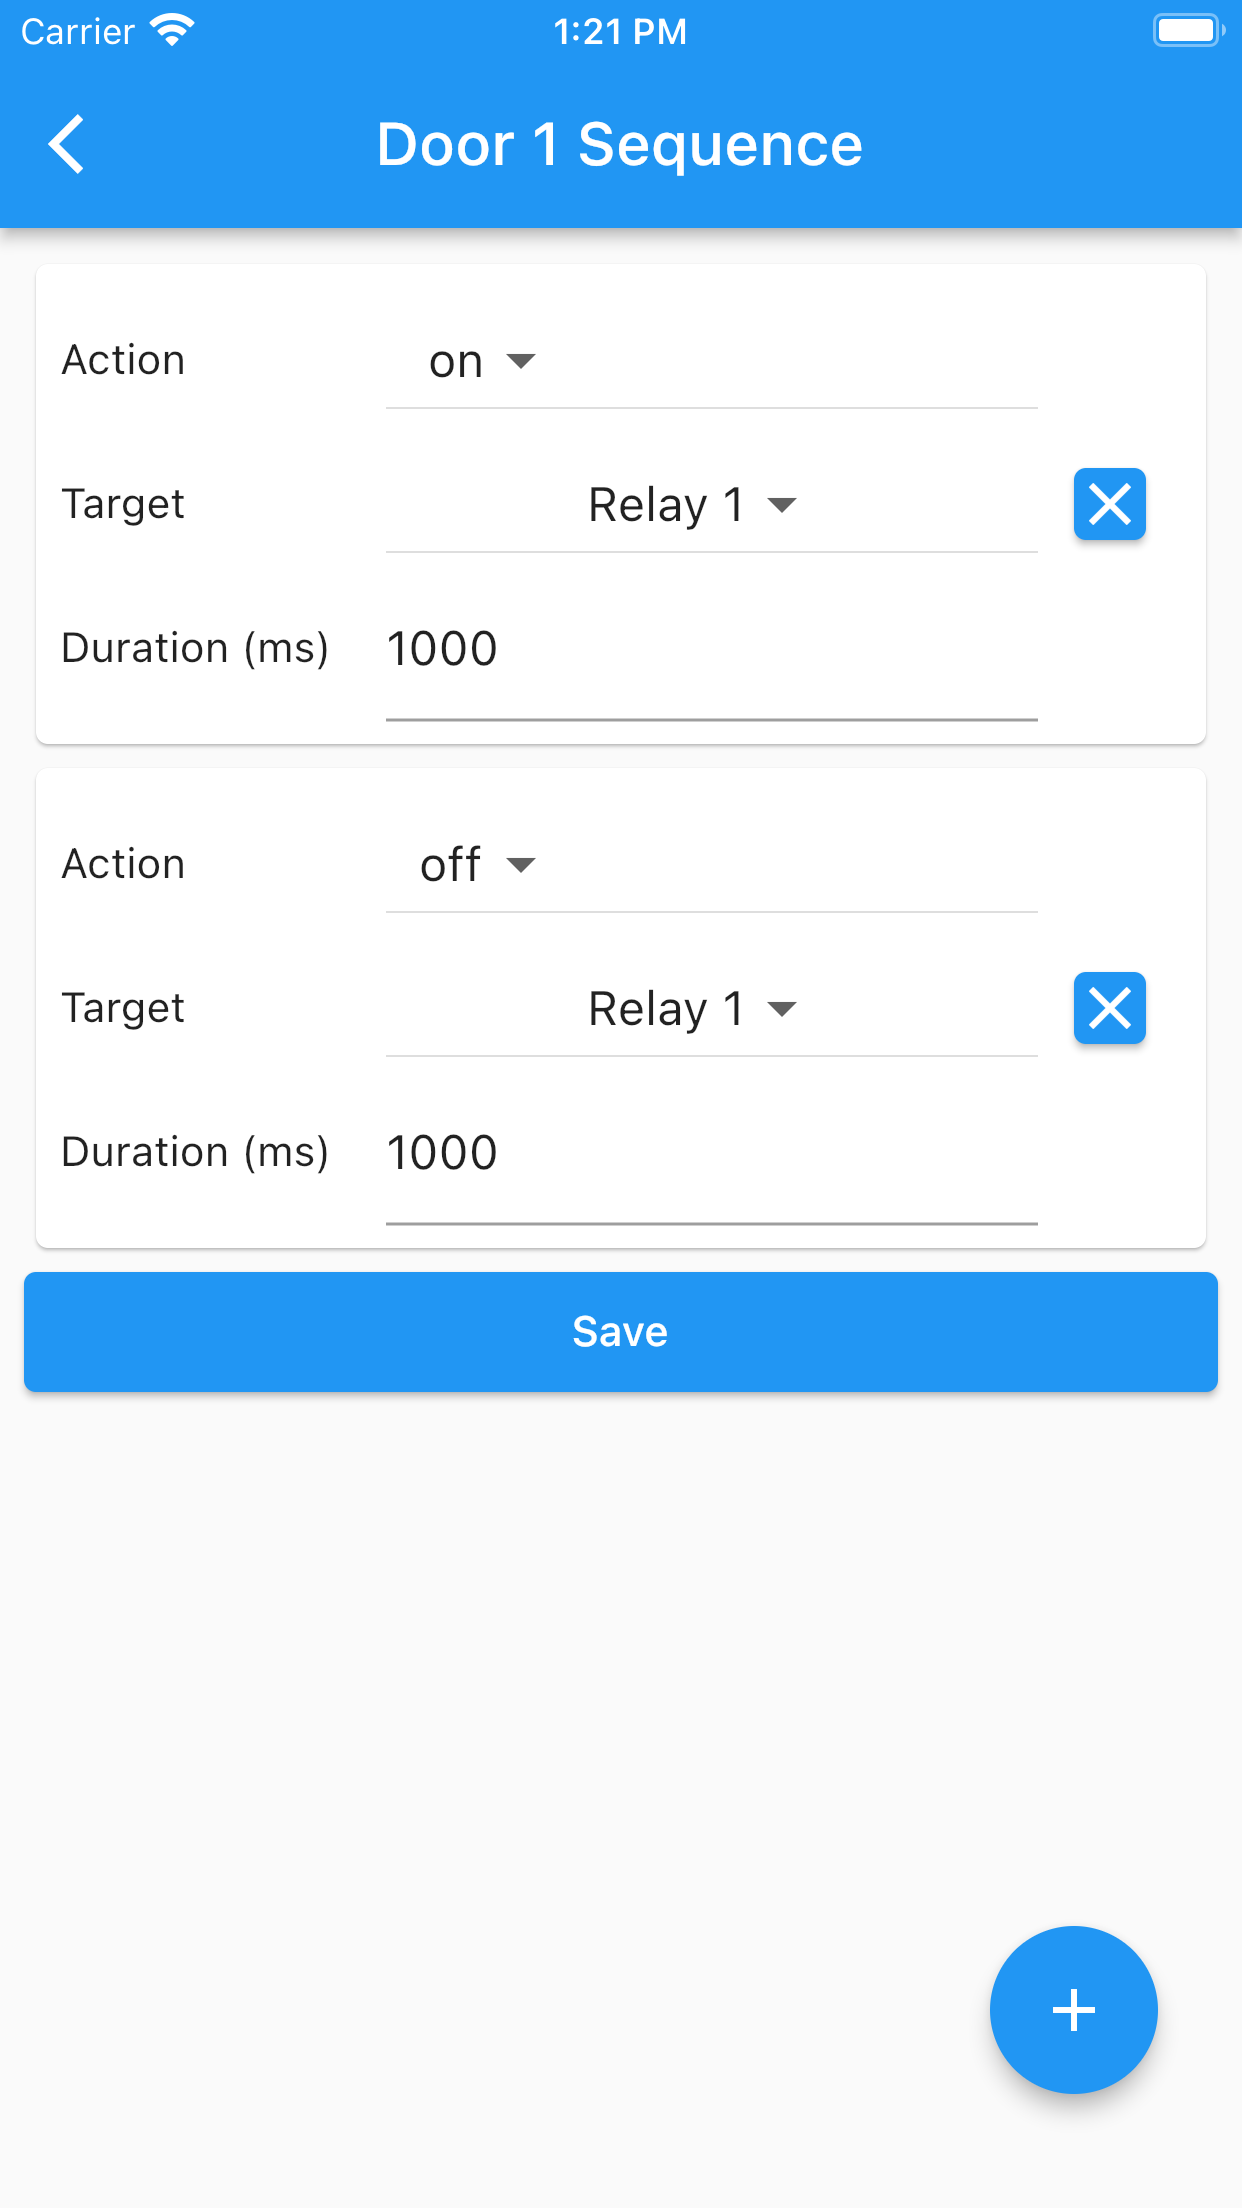 Carrier 1:21 PM
Door 1 Sequence
Action on
Target Relay 1
Duration (ms) 1000
Action off
Target Relay 1
Duration (ms) 1000
Save